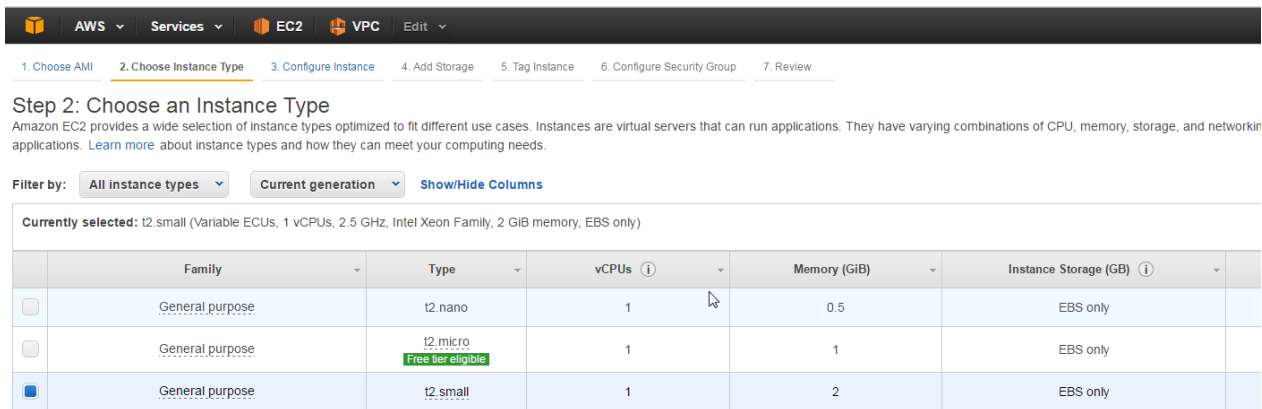 AWS Services EC2 VPC Edit
1. Choose AMI 2. Choose Instance Type 3. Configure Instance 4. Add Storage 5. Tag Instance 6. Configure Security Group 7. Review
Step 2: Choose an Instance Type
Amazon EC2 provides a wide selection of instance types optimized to fit different use cases. Instances are virtual servers that can run applications. They have varying combinations of CPU, memory, storage, and networkin
applications. Learn more about instance types and how they can meet your computing needs.
Filter by: All instance types Current generation Show/Hide Columns
Currently selected: t2.small (Variable ECUs, 1 vCPUs, 2.5 GHz, Intel Xeon Family, 2 GiB memory, EBS only)
Family Type vCPUs i Memory (GiB) Instance Storage (GB) i
General purpose t2.nano 1 0.5 EBS only
General purpose t2.micro 1 1 EBS only
Free tier eligible
General purpose t2.small 1 2 EBS only